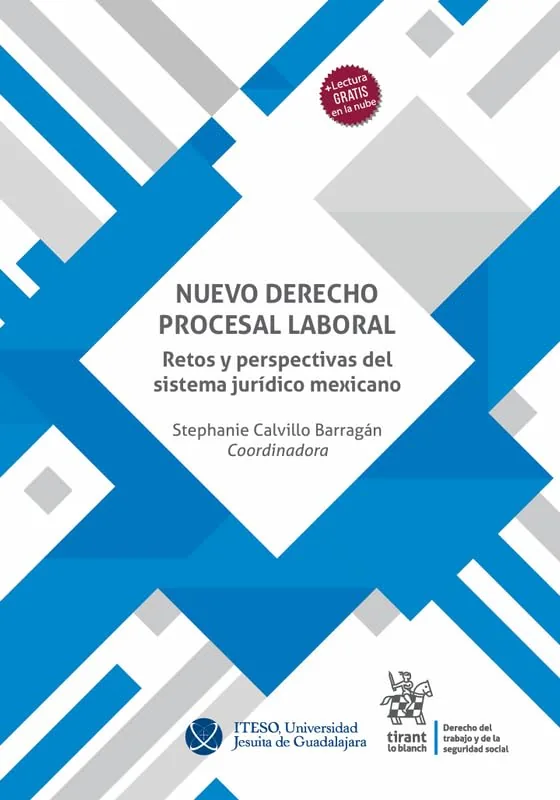 +Lectura
GRATIS
en la nube
NUEVO DERECHO
PROCESAL LABORAL
Retos y perspectivas del
sistema jurídico mexicano
Stephanie Calvillo Barragán
Coordinadora
ITESO, Universidad
Jesuita de Guadalajara
tirant
lo blanch
Derecho del
trabajo y de la
seguridad social